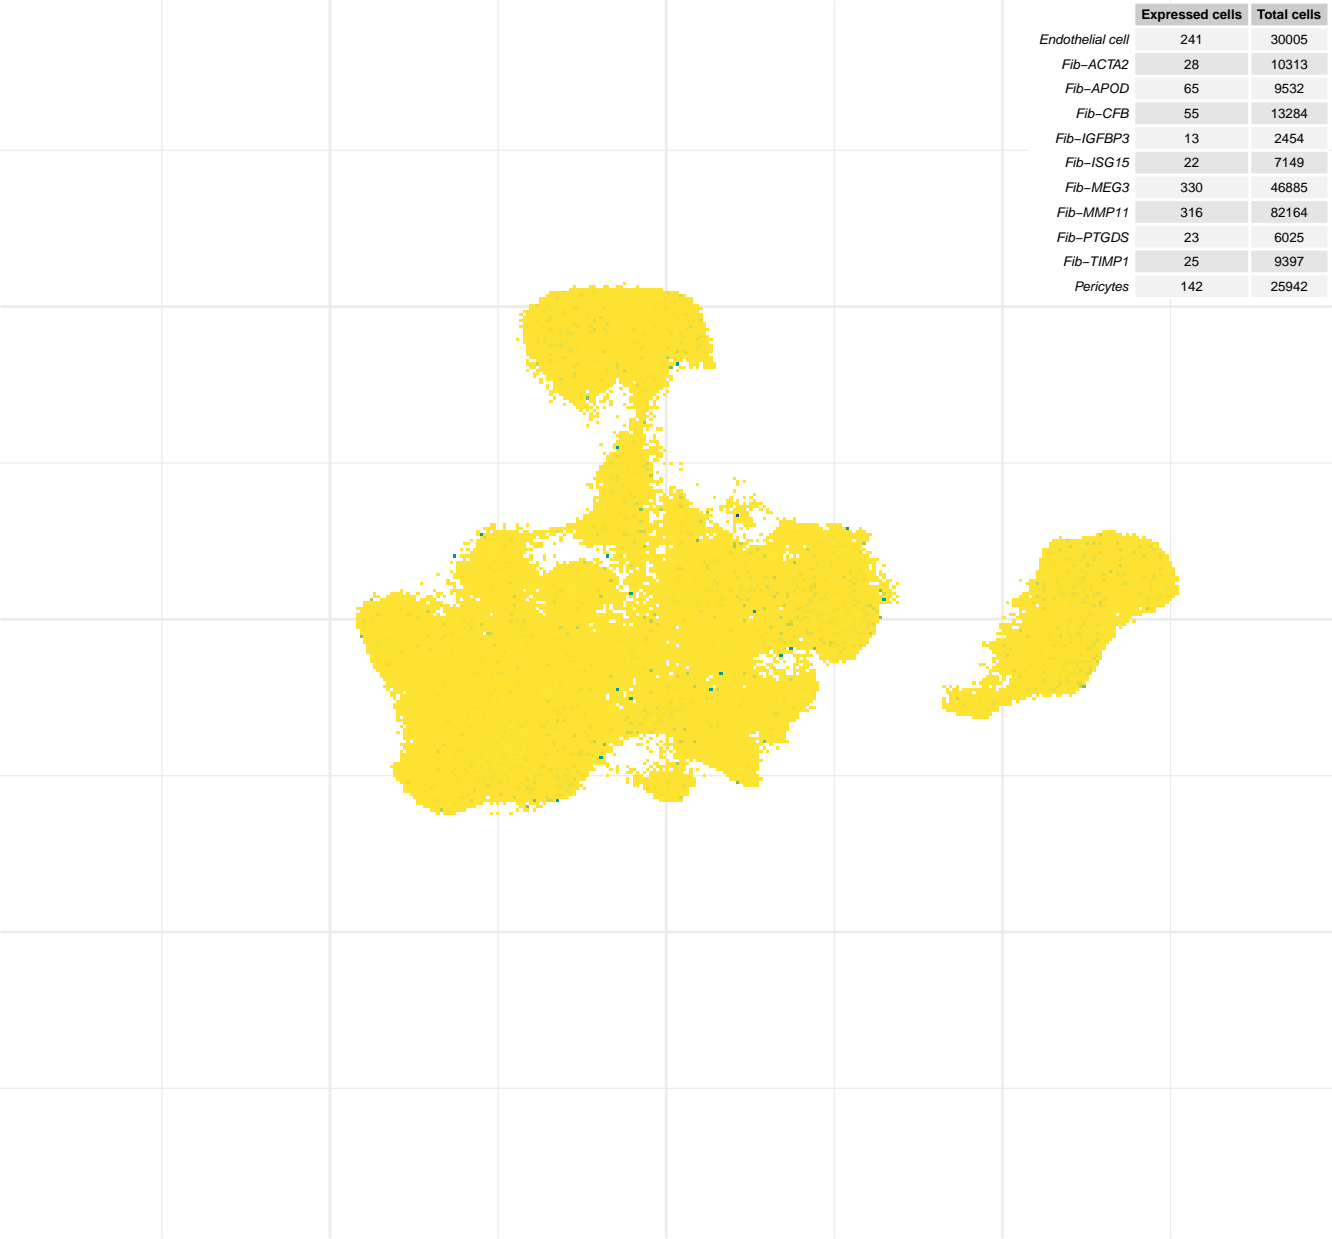 Expressed cells Total cells
Endothelial cell 241 30005
Fib−ACTA2 28 10313
Fib−APOD 65 9532
Fib−CFB 55 13284
Fib−IGFBP3 13 2454
Fib−ISG15 22 7149
Fib−MEG3 330 46885
Fib−MMP11 316 82164
Fib−PTGDS 23 6025
Fib−TIMP1 25 9397
Pericytes 142 25942